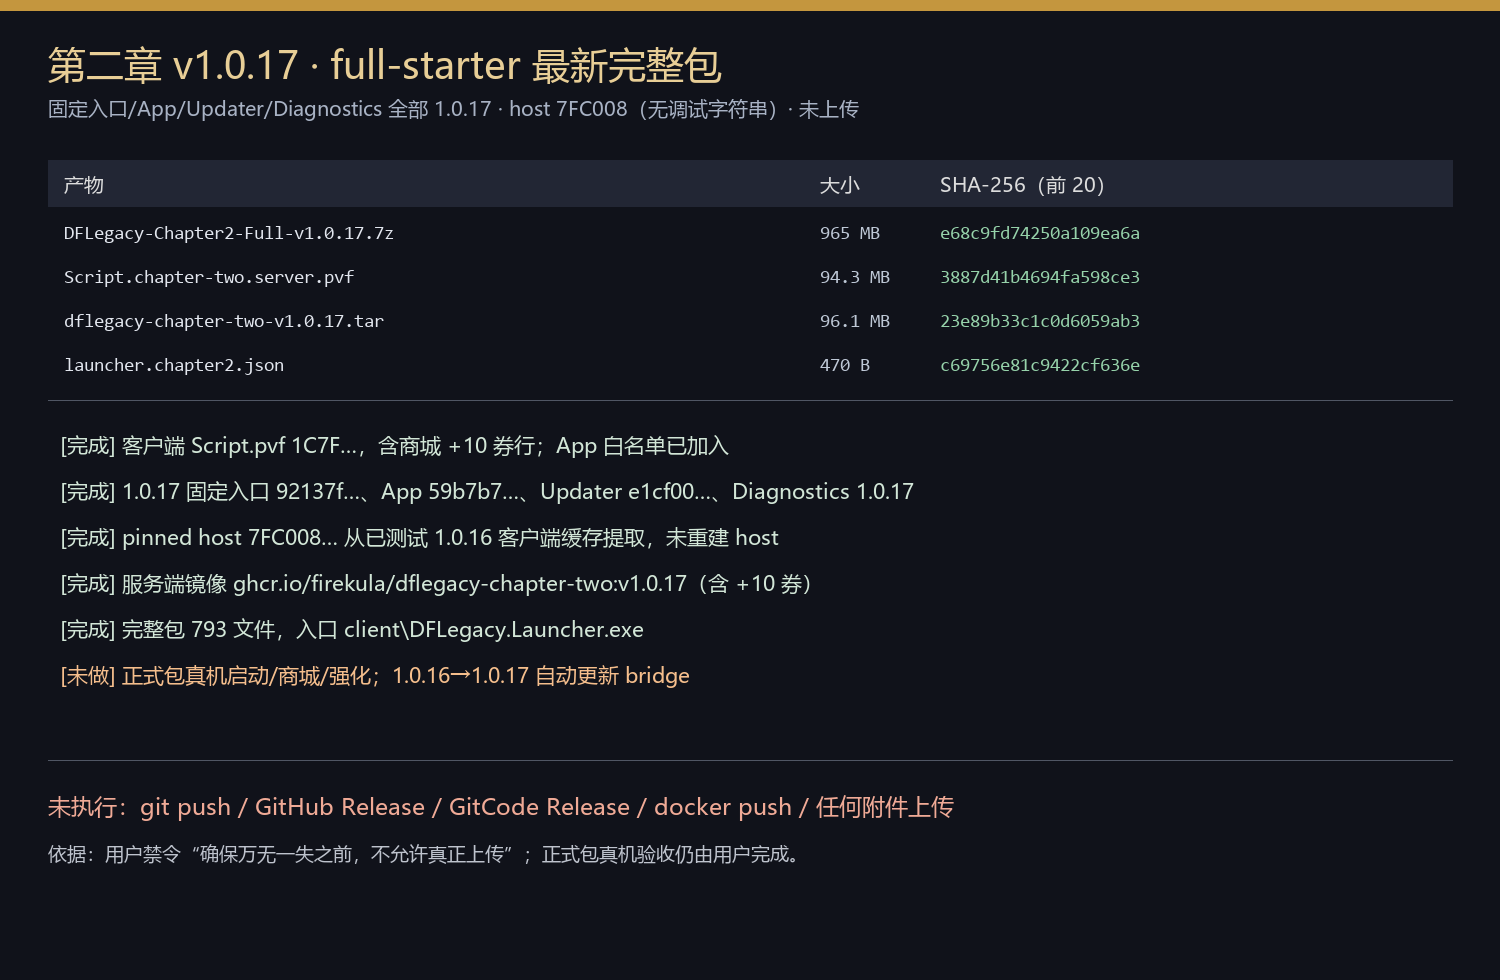 第二章 v1.0.17 · full-starter 最新完整包
固定入口/App/Updater/Diagnostics 全部 1.0.17 · host 7FC008（无调试字符串）· 未上传
产物 大小 SHA-256（前 20）
DFLegacy-Chapter2-Full-v1.0.17.7z 965 MB e68c9fd74250a109ea6a
Script.chapter-two.server.pvf 94.3 MB 3887d41b4694fa598ce3
dflegacy-chapter-two-v1.0.17.tar 96.1 MB 23e89b33c1c0d6059ab3
launcher.chapter2.json 470 B c69756e81c9422cf636e
[完成] 客户端 Script.pvf 1C7F…，含商城 +10 券行；App 白名单已加入
[完成] 1.0.17 固定入口 92137f…、App 59b7b7…、Updater e1cf00…、Diagnostics 1.0.17
[完成] pinned host 7FC008… 从已测试 1.0.16 客户端缓存提取，未重建 host
[完成] 服务端镜像 ghcr.io/firekula/dflegacy-chapter-two:v1.0.17（含 +10 券）
[完成] 完整包 793 文件，入口 client\DFLegacy.Launcher.exe
[未做] 正式包真机启动/商城/强化；1.0.16→1.0.17 自动更新 bridge
未执行：git push / GitHub Release / GitCode Release / docker push / 任何附件上传
依据：用户禁令“确保万无一失之前，不允许真正上传”；正式包真机验收仍由用户完成。